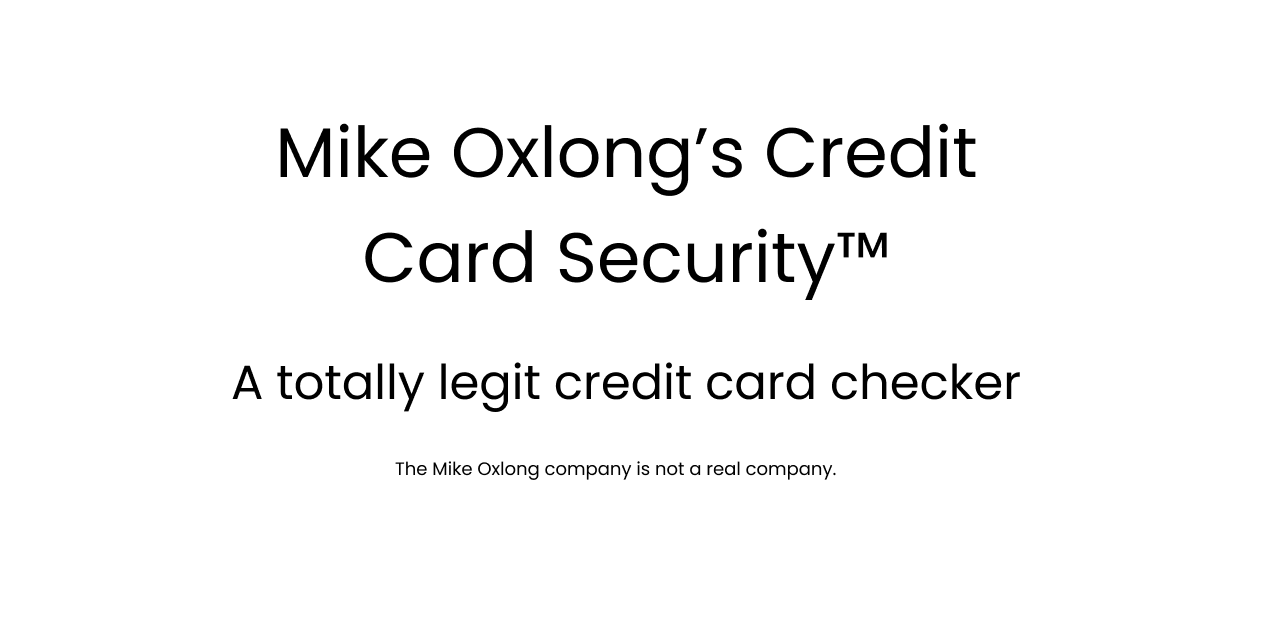 Mike Oxlong’s Credit
Card Security™
A totally legit credit card checker
The Mike Oxlong company is not a real company.